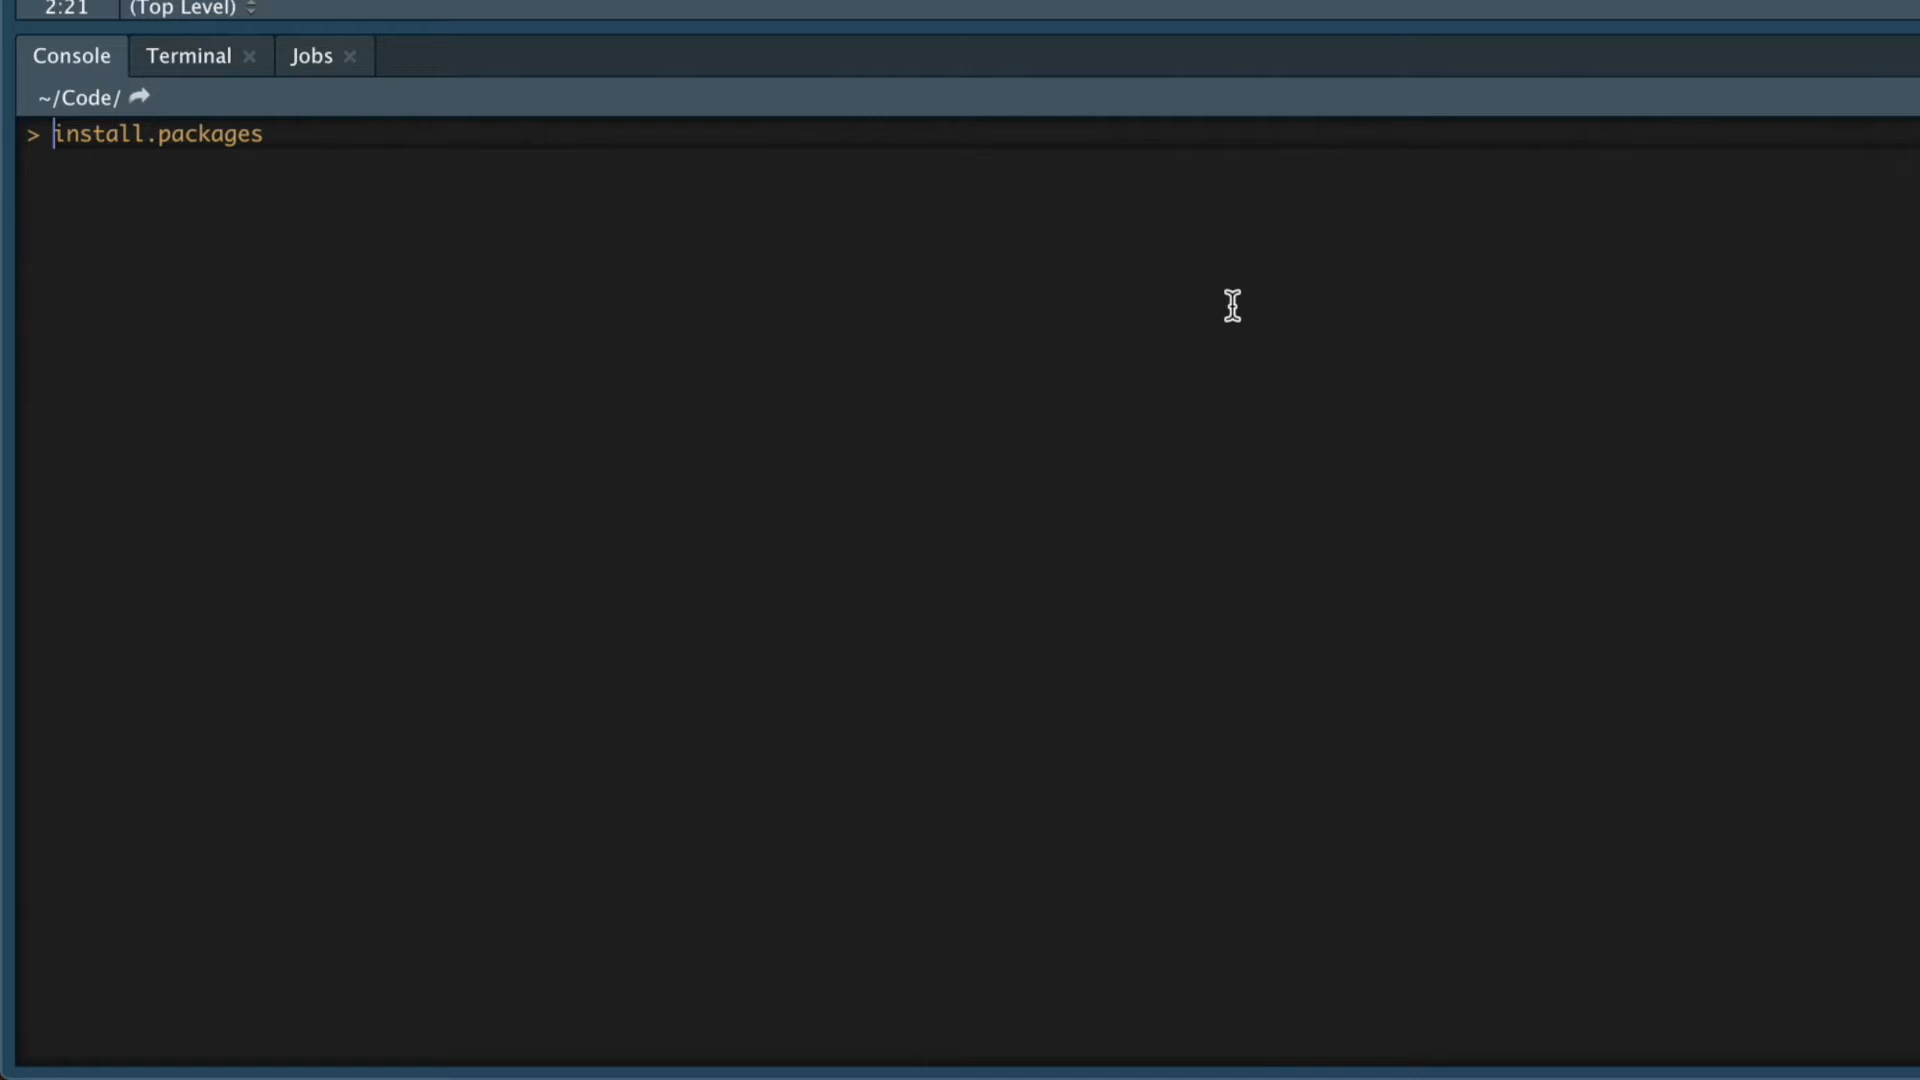 2:21 (Top Level)
Console Terminal Jobs
~/Code/
> install.packages